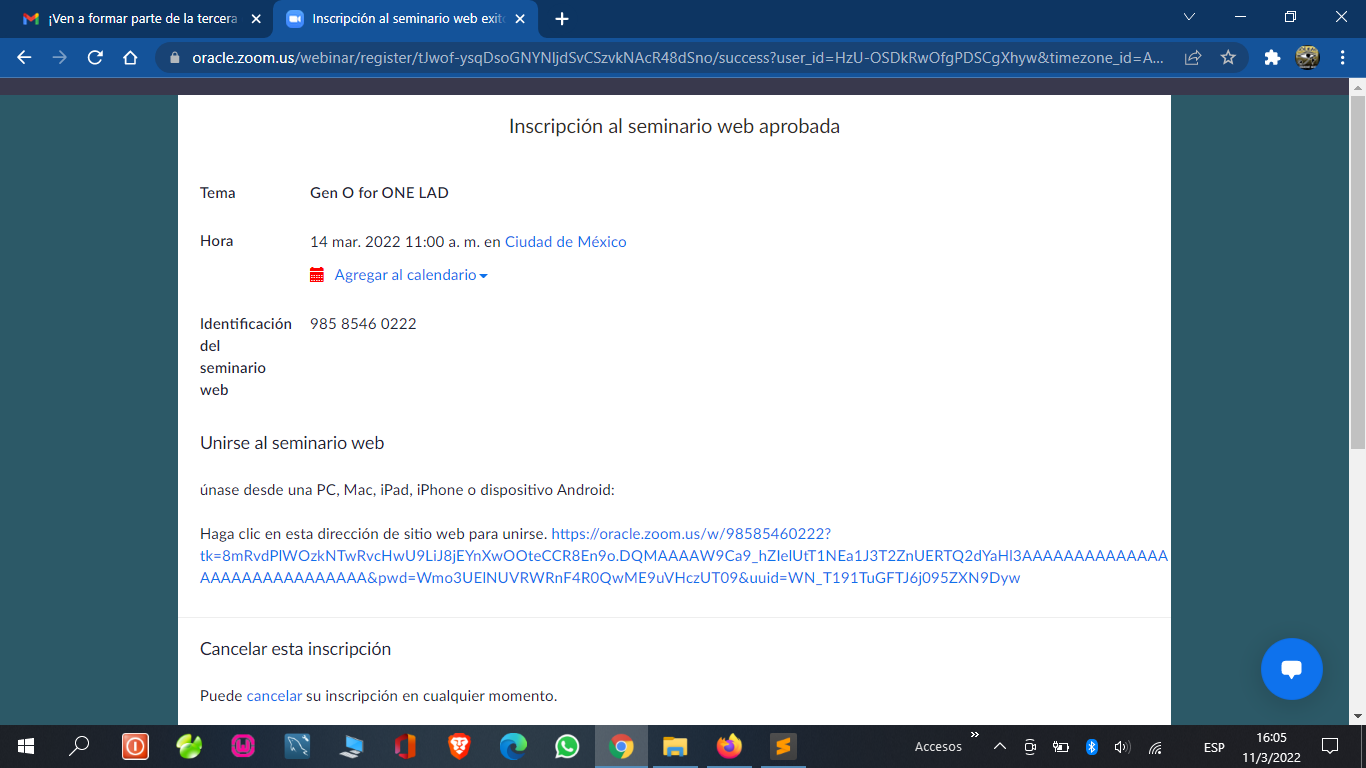 ¡Ven a formar parte de la tercera
Inscripción al seminario web exit
oracle.zoom.us/webinar/register/tJwof-ysqDsoGNYNIjdSvCSzvkNAcR48dSno/success?user_id=HzU-OSDkRwOfgPDSCgXhyw&timezone_id=A...
Inscripción al seminario web aprobada
Tema Gen O for ONE LAD
Hora 14 mar. 2022 11:00 a. m. en Ciudad de México
Agregar al calendario
Identificación 985 8546 0222
del
seminario
web
Unirse al seminario web
únase desde una PC, Mac, iPad, iPhone o dispositivo Android:
Haga clic en esta dirección de sitio web para unirse. https://oracle.zoom.us/w/98585460222?
tk=8mRvdPlWOzkNTwRvcHwU9LiJ8jEYnXwOOteCCR8En9o.DQMAAAAW9Ca9_hZIelUtT1NEa1J3T2ZnUERTQ2dYaHl3AAAAAAAAAAAAAA
AAAAAAAAAAAAAAAAA&pwd=Wmo3UElNUVRWRnF4R0QwME9uVHczUT09&uuid=WN_T191TuGFTJ6j095ZXN9Dyw
Cancelar esta inscripción
Puede cancelar su inscripción en cualquier momento.
Accesos
ESP
16:05
11/3/2022